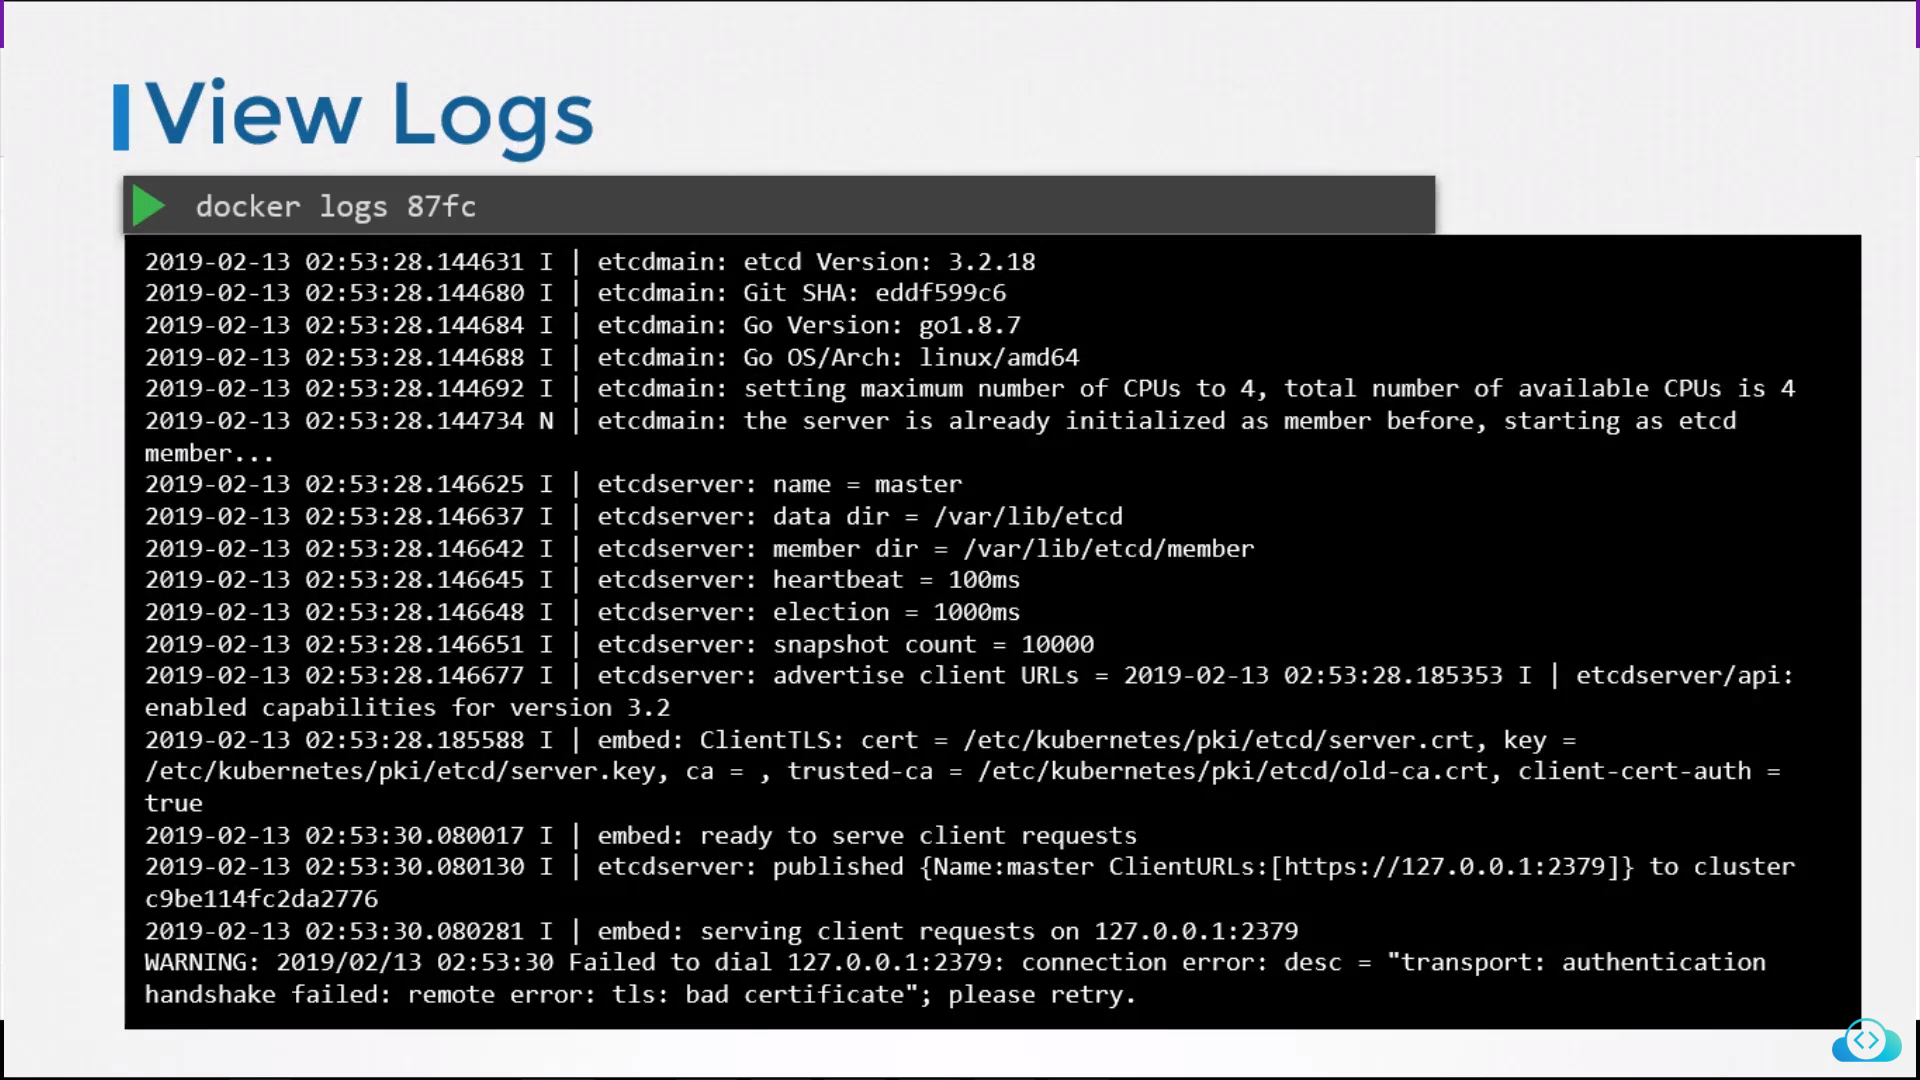 View Logs
docker logs 87fc
2019-02-13 02:53:28.144631 I | etcdmain: etcd Version: 3.2.18
2019-02-13 02:53:28.144680 I | etcdmain: Git SHA: eddf599c6
2019-02-13 02:53:28.144684 I | etcdmain: Go Version: go1.8.7
2019-02-13 02:53:28.144688 I | etcdmain: Go OS/Arch: linux/amd64
2019-02-13 02:53:28.144692 I | etcdmain: setting maximum number of CPUs to 4, total number of available CPUs is 4
2019-02-13 02:53:28.144734 N | etcdmain: the server is already initialized as member before, starting as etcd
member...
2019-02-13 02:53:28.146625 I | etcdserver: name = master
2019-02-13 02:53:28.146637 I | etcdserver: data dir = /var/lib/etcd
2019-02-13 02:53:28.146642 I | etcdserver: member dir = /var/lib/etcd/member
2019-02-13 02:53:28.146645 I | etcdserver: heartbeat = 100ms
2019-02-13 02:53:28.146648 I | etcdserver: election = 1000ms
2019-02-13 02:53:28.146651 I | etcdserver: snapshot count = 10000
2019-02-13 02:53:28.146677 I | etcdserver: advertise client URLs = 2019-02-13 02:53:28.185353 I | etcdserver/api:
enabled capabilities for version 3.2
2019-02-13 02:53:28.185588 I | embed: ClientTLS: cert = /etc/kubernetes/pki/etcd/server.crt, key =
/etc/kubernetes/pki/etcd/server.key, ca = , trusted-ca = /etc/kubernetes/pki/etcd/old-ca.crt, client-cert-auth =
true
2019-02-13 02:53:30.080017 I | embed: ready to serve client requests
2019-02-13 02:53:30.080130 I | etcdserver: published {Name:master ClientURLs:[https://127.0.0.1:2379]} to cluster
c9be114fc2da2776
2019-02-13 02:53:30.080281 I | embed: serving client requests on 127.0.0.1:2379
WARNING: 2019/02/13 02:53:30 Failed to dial 127.0.0.1:2379: connection error: desc = "transport: authentication
handshake failed: remote error: tls: bad certificate"; please retry.